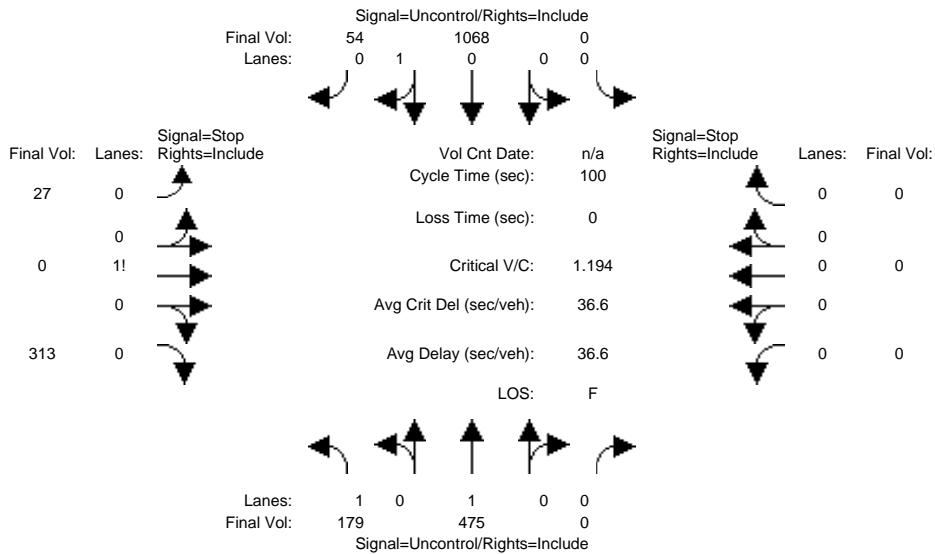 Signal=Uncontrol/Rights=Include
Final Vol: 54 1068 0
Lanes: 0 1 0 0 0
Signal=Stop Signal=Stop
Final Vol: Lanes: Rights=Include Vol Cnt Date: n/a Rights=Include Lanes: Final Vol:
Cycle Time (sec): 100
27 0 0 0
Loss Time (sec): 0
0 0
0 1! Critical V/C: 1.194 0 0
0 Avg Crit Del (sec/veh): 36.6 0
313 0 Avg Delay (sec/veh): 36.6 0 0
LOS: F
Lanes: 1 0 1 0 0
Final Vol: 179 475 0
Signal=Uncontrol/Rights=Include